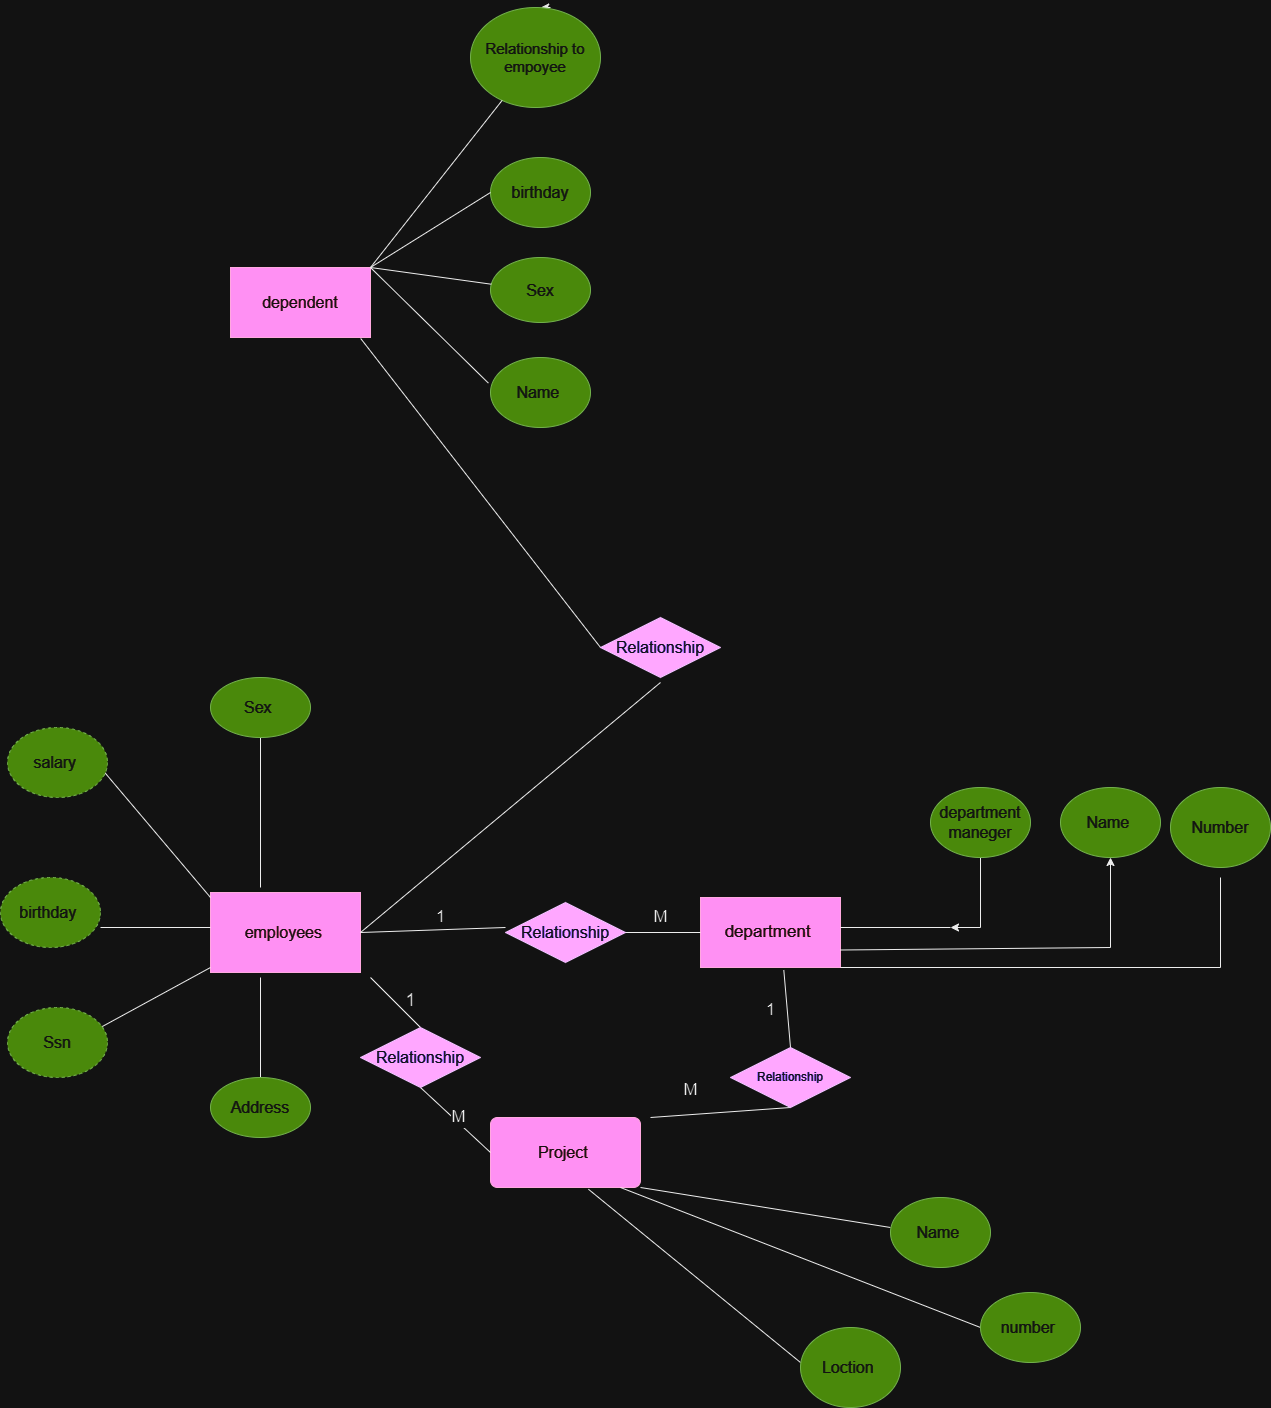 Relationship to
empoyee
birthday
Sex
dependent
Name
Relationship
Sex
salary
department
maneger
Name
Number
birthday
employees
1
Relationship
M
department
Ssn
1
Relationship
1
Relationship
Address
M
M
Project
Name
number
Loction